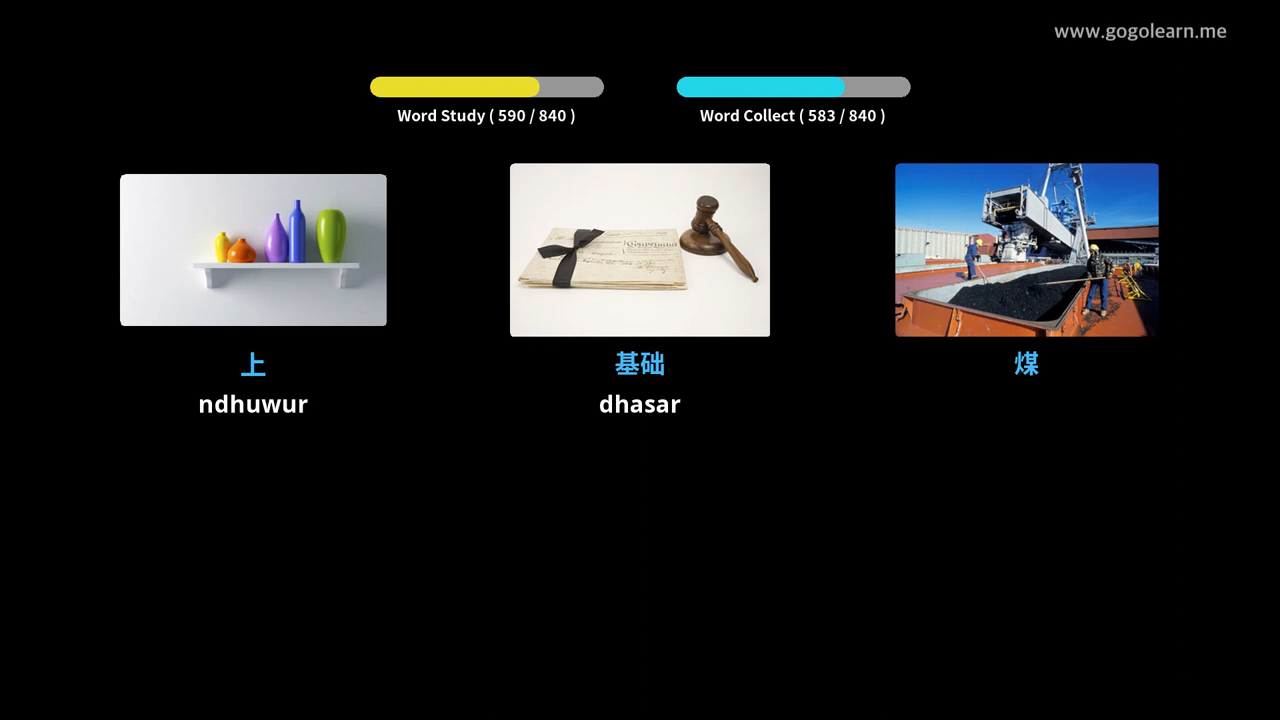 www.gogolearn.me
Word Study ( 590 / 840 )
Word Collect ( 583 / 840 )
上
ndhuwur
基础
dhasar
煤